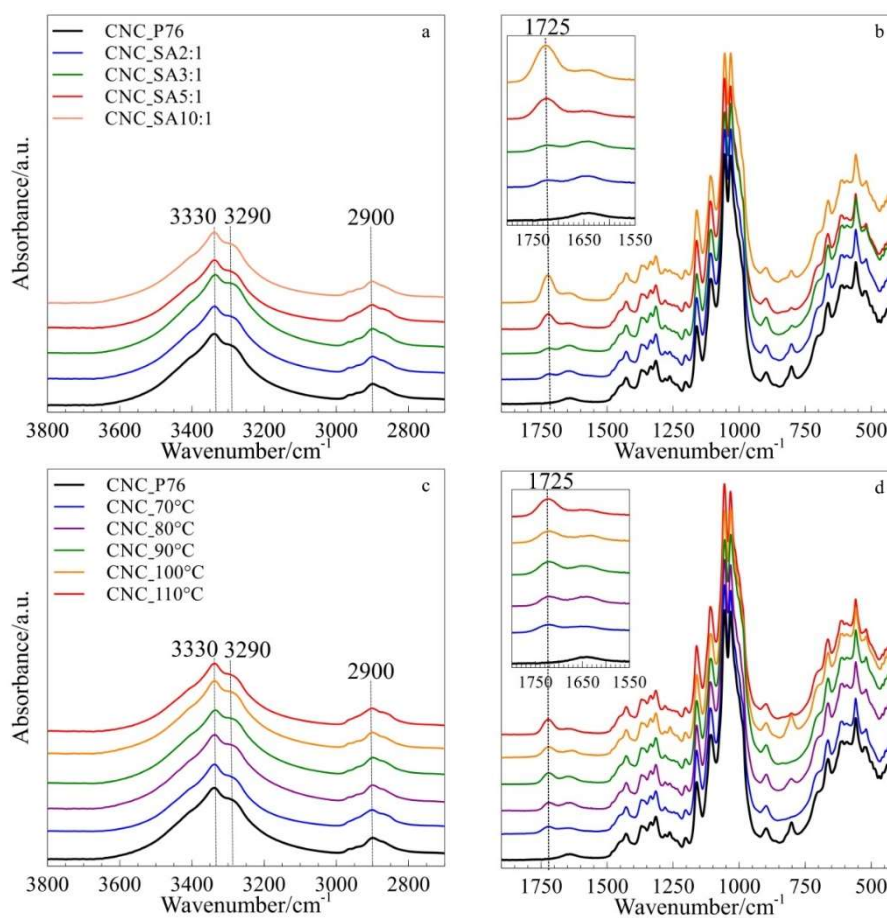 CNC_P76
CNC_SA2:1
CNC_SA3:1
CNC_SA5:1
CNC_SA10:1
a
3330 3290 2900
Absorbance/a.u.
3800 3600 3400 3200 3000 2800
Wavenumber/cm-1
1725
b
1750 1650 1550
1750 1500 1250 1000 750 500
Wavenumber/cm-1
CNC_P76
CNC_70°C
CNC_80°C
CNC_90°C
CNC_100°C
CNC_110°C
c
3330 3290 2900
Absorbance/a.u.
3800 3600 3400 3200 3000 2800
Wavenumber/cm-1
1725
d
1750 1650 1550
1750 1500 1250 1000 750 500
Wavenumber/cm-1